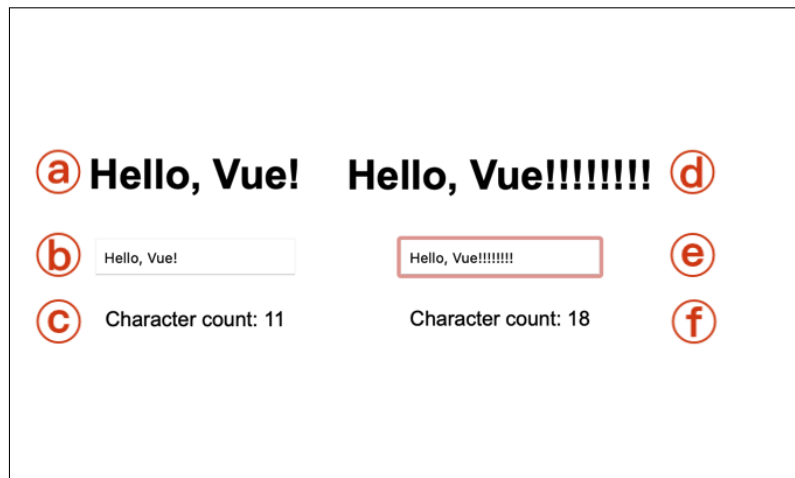 ⓐ Hello, Vue! Hello, Vue!!!!!!!! ⓓ
ⓑ Hello, Vue! Hello, Vue!!!!!!!! ⓔ
ⓒ Character count: 11 Character count: 18 ⓕ